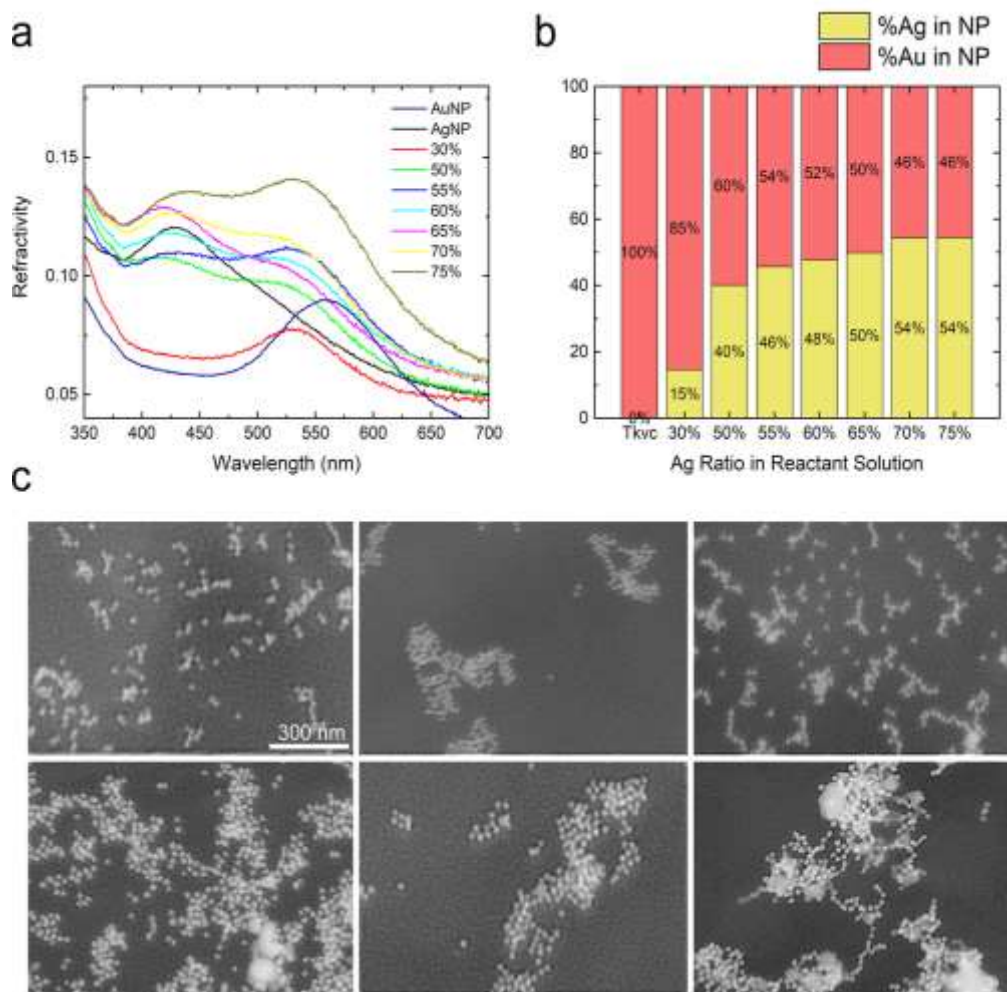 a
0.15
0.10
0.05
Refractivity
350 400 450 500 550 600 650 700
Wavelength (nm)
AuNP
AgNP
30%
50%
55%
60%
65%
70%
75%
b
%Ag in NP
%Au in NP
100
80
60
40
20
0
100% 85% 60% 54% 52% 50% 46% 46%
0% 15% 40% 46% 48% 50% 54% 54%
Tkvc 30% 50% 55% 60% 65% 70% 75%
Ag Ratio in Reactant Solution
c
300 nm